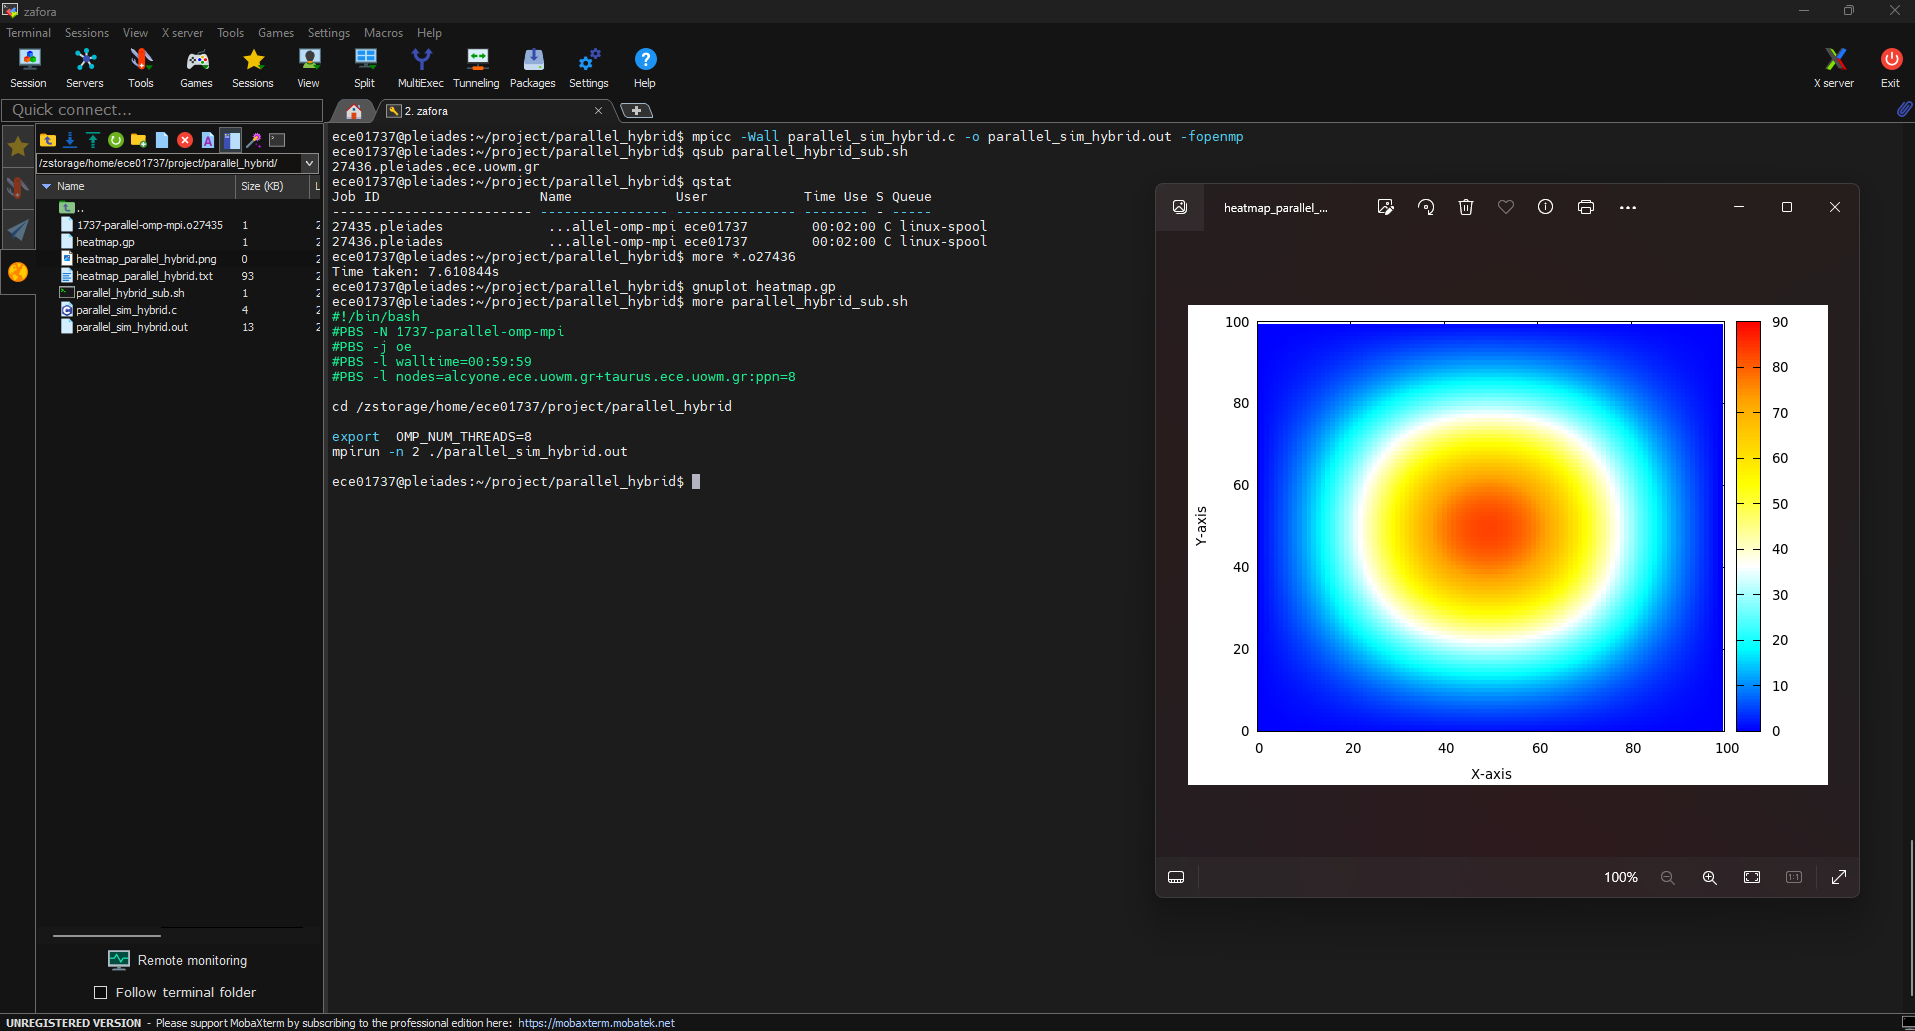 zafora
Terminal Sessions View X server Tools Games Settings Macros Help
Session Servers Tools Games Sessions View Split MultiExec Tunneling Packages Settings Help X server Exit
Quick connect...
2. zafora
/zstorage/home/ece01737/project/parallel_hybrid/
Name Size (KB) L
..
1737-parallel-omp-mpi.o27435 1 2
heatmap.gp 1 2
heatmap_parallel_hybrid.png 0 2
heatmap_parallel_hybrid.txt 93 2
parallel_hybrid_sub.sh 1 2
parallel_sim_hybrid.c 4 2
parallel_sim_hybrid.out 13 2
Remote monitoring
Follow terminal folder
ece01737@pleiades:~/project/parallel_hybrid$ mpicc -Wall parallel_sim_hybrid.c -o parallel_sim_hybrid.out -fopenmp
ece01737@pleiades:~/project/parallel_hybrid$ qsub parallel_hybrid_sub.sh
27436.pleiades.ece.uowm.gr
ece01737@pleiades:~/project/parallel_hybrid$ qstat
Job ID Name User Time Use S Queue
------------------------- ---------------- --------------- -------- - -----
27435.pleiades ...allel-omp-mpi ece01737 00:02:00 C linux-spool
27436.pleiades ...allel-omp-mpi ece01737 00:02:00 C linux-spool
ece01737@pleiades:~/project/parallel_hybrid$ more *.o27436
Time taken: 7.610844s
ece01737@pleiades:~/project/parallel_hybrid$ gnuplot heatmap.gp
ece01737@pleiades:~/project/parallel_hybrid$ more parallel_hybrid_sub.sh
#!/bin/bash
#PBS -N 1737-parallel-omp-mpi
#PBS -j oe
#PBS -l walltime=00:59:59
#PBS -l nodes=alcyone.ece.uowm.gr+taurus.ece.uowm.gr:ppn=8
cd /zstorage/home/ece01737/project/parallel_hybrid
export OMP_NUM_THREADS=8
mpirun -n 2 ./parallel_sim_hybrid.out
ece01737@pleiades:~/project/parallel_hybrid$
heatmap_parallel_...
100
80
60
40
20
0
Y-axis
0 20 40 60 80 100
X-axis
90
80
70
60
50
40
30
20
10
0
100%
1:1
UNREGISTERED VERSION - Please support MobaXterm by subscribing to the professional edition here: https://mobaxterm.mobatek.net